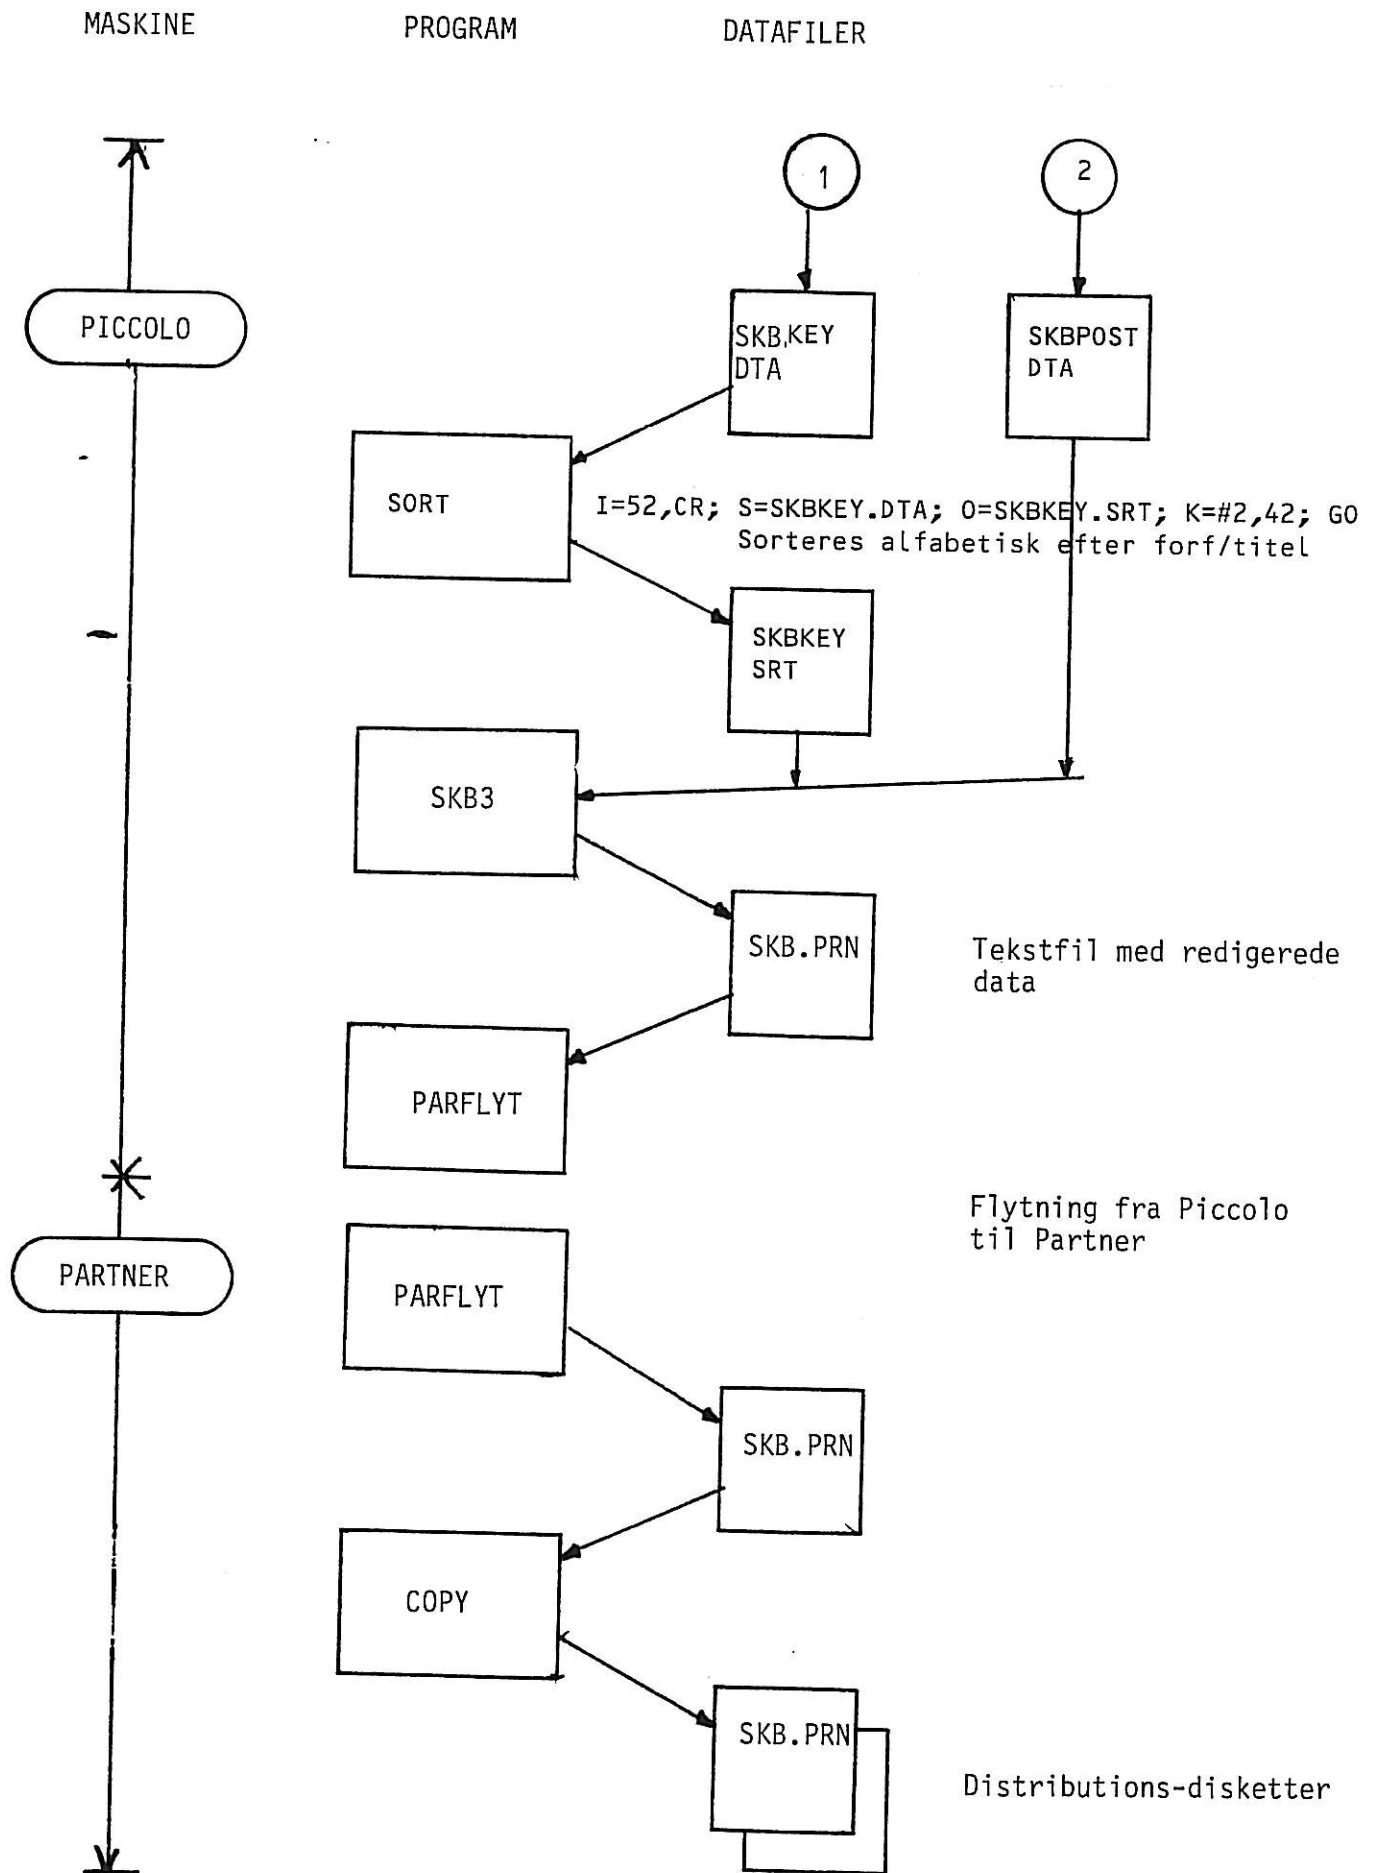 MASKINE PROGRAM DATAFILER
1 2
PICCOLO
SKB.KEY
DTA
SKBPOST
DTA
SORT
I=52,CR; S=SKBKEY.DTA; O=SKBKEY.SRT; K=#2,42; GO
Sorteres alfabetisk efter forf/titel
SKBKEY
SRT
SKB3
SKB.PRN
Tekstfil med redigerede
data
PARFLYT
Flytning fra Piccolo
til Partner
PARTNER
PARFLYT
SKB.PRN
COPY
SKB.PRN
Distributions-disketter